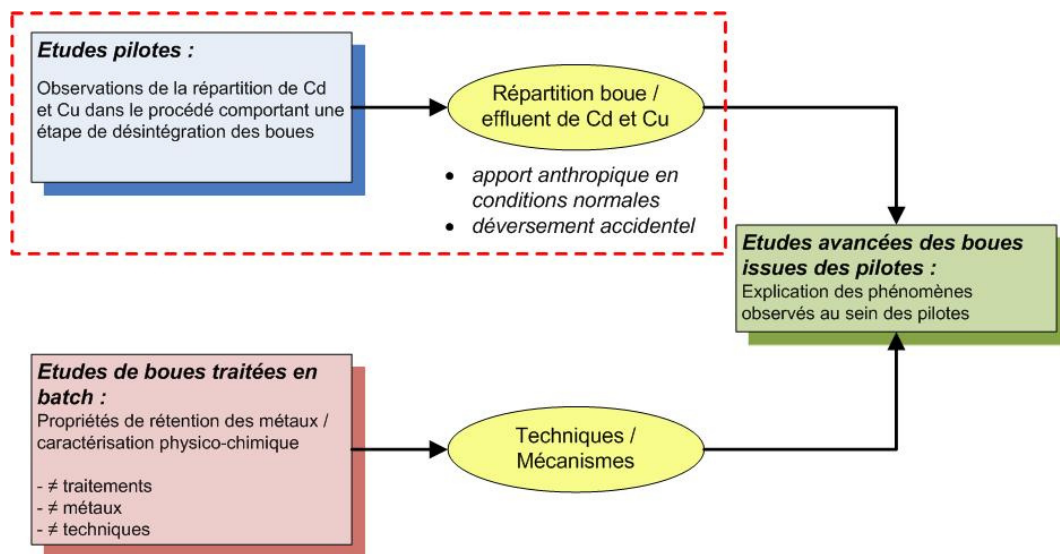 Etudes pilotes :
Observations de la répartition de Cd
et Cu dans le procédé comportant une
étape de désintégration des boues
Répartition boue /
effluent de Cd et Cu
• apport anthropique en
conditions normales
• déversement accidentel
Etudes avancées des boues
issues des pilotes :
Explication des phénomènes
observés au sein des pilotes
Etudes de boues traitées en
batch :
Propriétés de rétention des métaux /
caractérisation physico-chimique
- ≠ traitements
- ≠ métaux
- ≠ techniques
Techniques /
Mécanismes